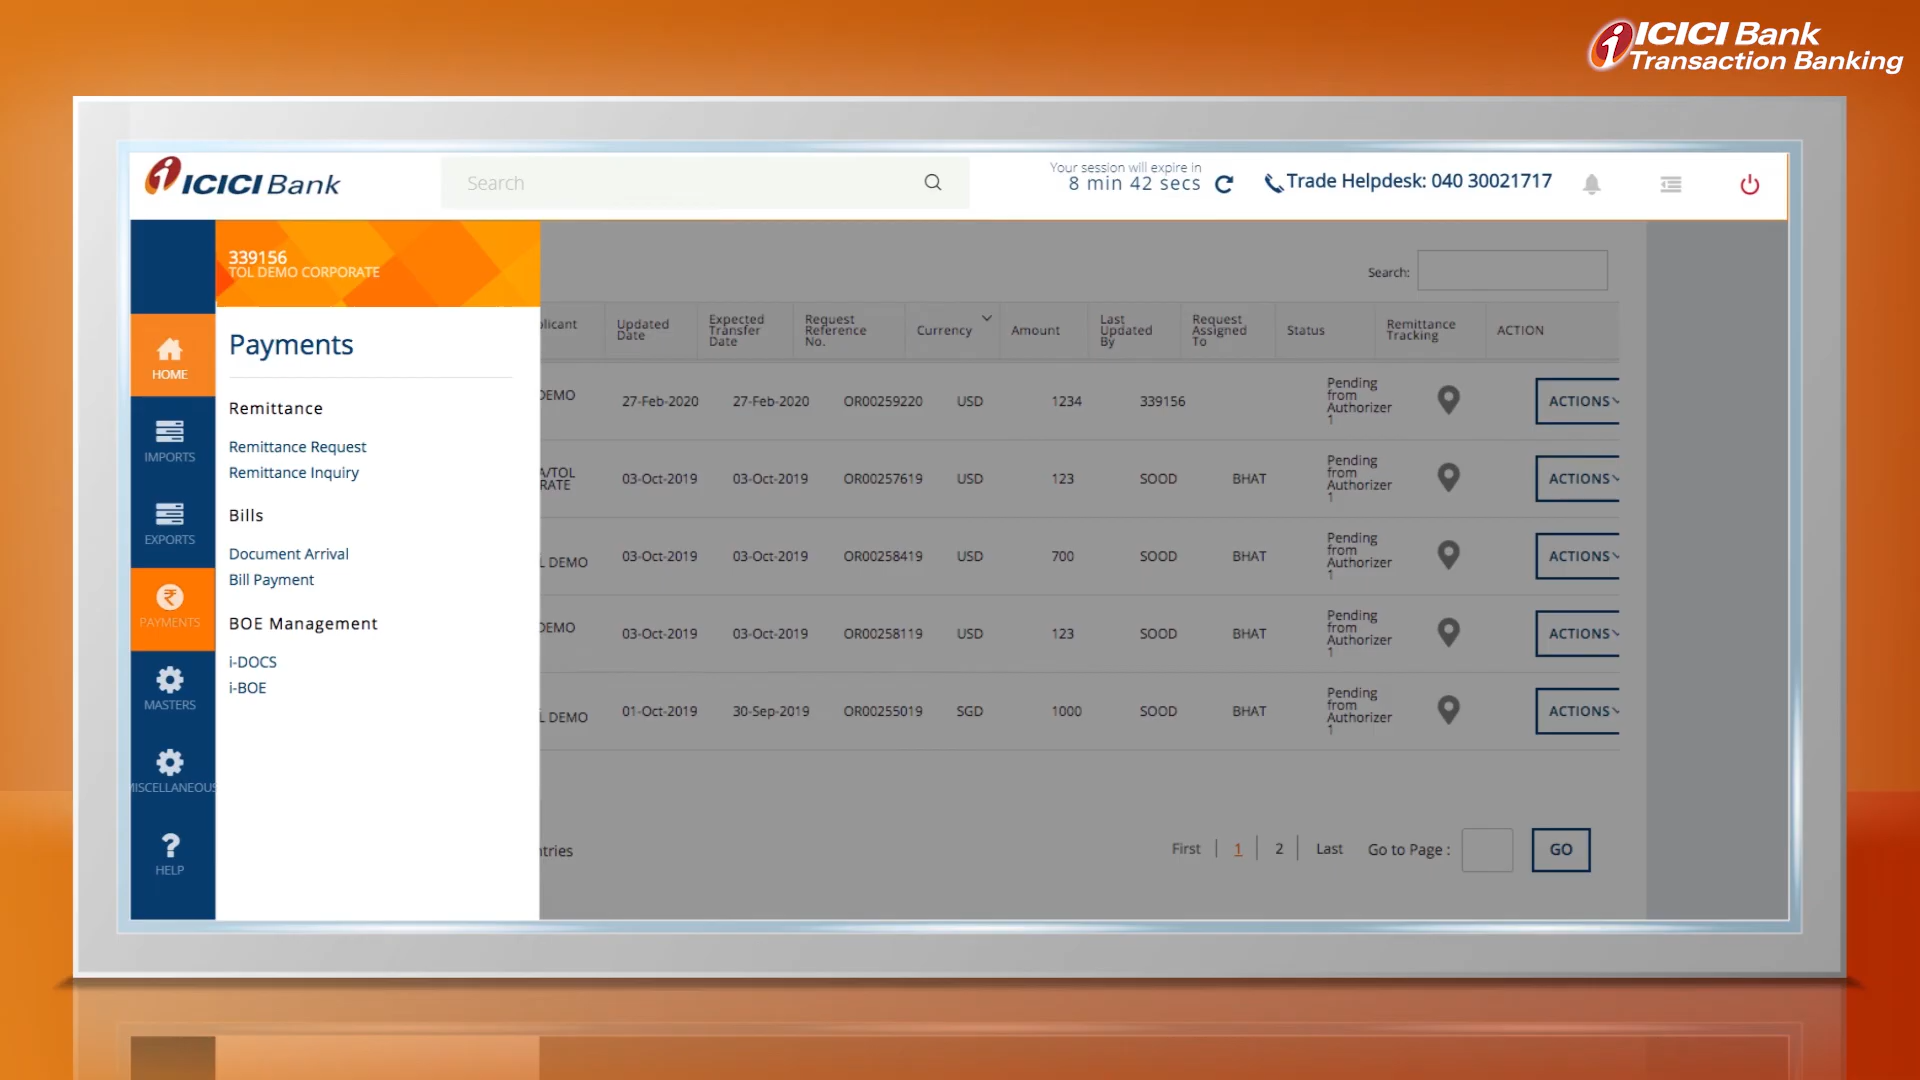 ICICI Bank
Transaction Banking
ICICI Bank
Search
Your session will expire in
8 min 42 secs
Trade Helpdesk: 040 30021717
339156
TOL DEMO CORPORATE
HOME
IMPORTS
EXPORTS
PAYMENTS
MASTERS
MISCELLANEOUS
HELP
Payments
Remittance
Remittance Request
Remittance Inquiry
Bills
Document Arrival
Bill Payment
BOE Management
i-DOCS
i-BOE
Search:
plicant Updated Date Expected Transfer Date Request Reference No. Currency Amount Last Updated By Request Assigned To Status Remittance Tracking ACTION
DEMO 27-Feb-2020 27-Feb-2020 OR00259220 USD 1234 339156 Pending from Authorizer 1 ACTIONS
A/TOL RATE 03-Oct-2019 03-Oct-2019 OR00257619 USD 123 SOOD BHAT Pending from Authorizer 1 ACTIONS
L DEMO 03-Oct-2019 03-Oct-2019 OR00258419 USD 700 SOOD BHAT Pending from Authorizer 1 ACTIONS
DEMO 03-Oct-2019 03-Oct-2019 OR00258119 USD 123 SOOD BHAT Pending from Authorizer 1 ACTIONS
L DEMO 01-Oct-2019 30-Sep-2019 OR00255019 SGD 1000 SOOD BHAT Pending from Authorizer 1 ACTIONS
ntries
First 1 2 Last Go to Page : GO